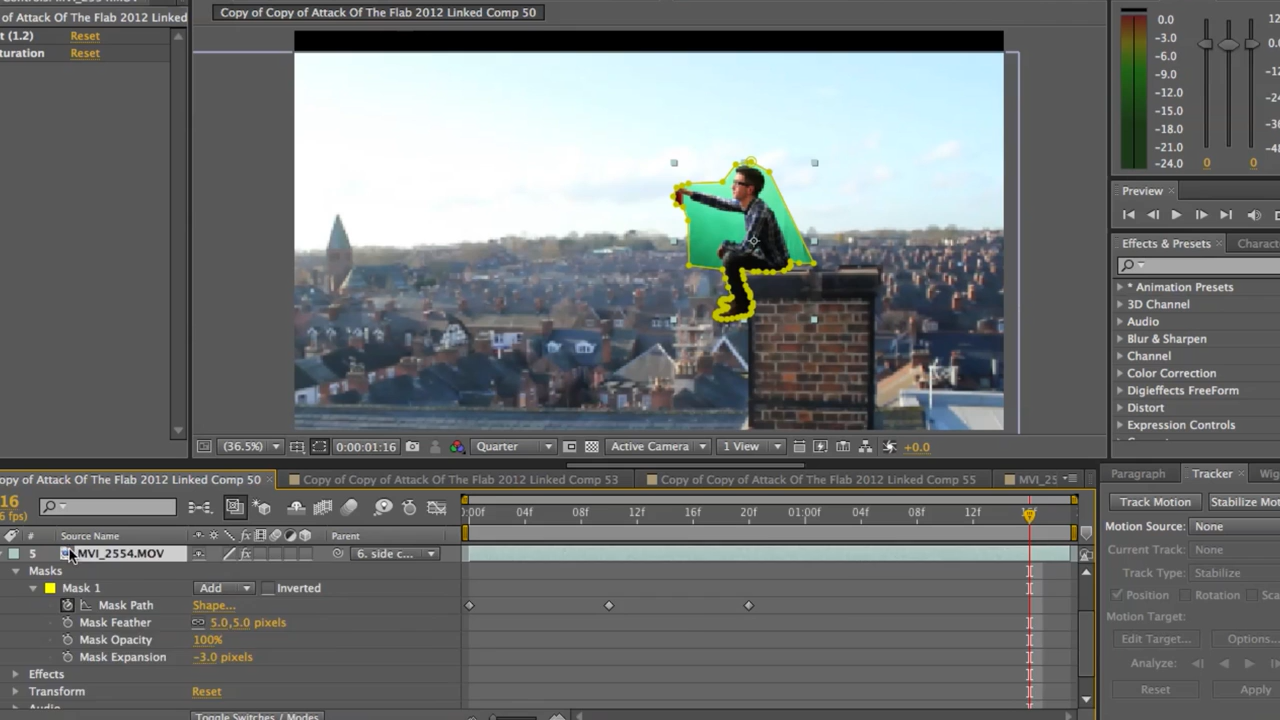 Copy of Copy of Attack Of The Flab 2012 Linked Comp 50
of Attack Of The Flab 2012 Linked
t (1.2) Reset
turation Reset
0.0
-3.0
-6.0
-9.0
-12.0
-15.0
-18.0
-21.0
-24.0
0 0
Preview
Effects & Presets
* Animation Presets
3D Channel
Audio
Blur & Sharpen
Channel
Color Correction
Digieffects FreeForm
Distort
Expression Controls
(36.5%) 0:00:01:16 Quarter Active Camera 1 View +0.0
opy of Attack Of The Flab 2012 Linked Comp 50 Copy of Copy of Attack Of The Flab 2012 Linked Comp 53 Copy of Copy of Attack Of The Flab 2012 Linked Comp 55 MVI_25
16
fps)
:00f 04f 08f 12f 16f 20f 01:00f 04f 08f 12f
# Source Name Parent
5 MVI_2554.MOV 6. side c...
Masks
Mask 1 Add Inverted
Mask Path Shape...
Mask Feather 5.0,5.0 pixels
Mask Opacity 100%
Mask Expansion -3.0 pixels
Effects
Transform Reset
Toggle Switches / Modes
Paragraph Tracker
Track Motion Stabilize Mo
Motion Source: None
Current Track: None
Track Type: Stabilize
Position Rotation
Motion Target:
Edit Target... Options...
Analyze:
Reset Apply